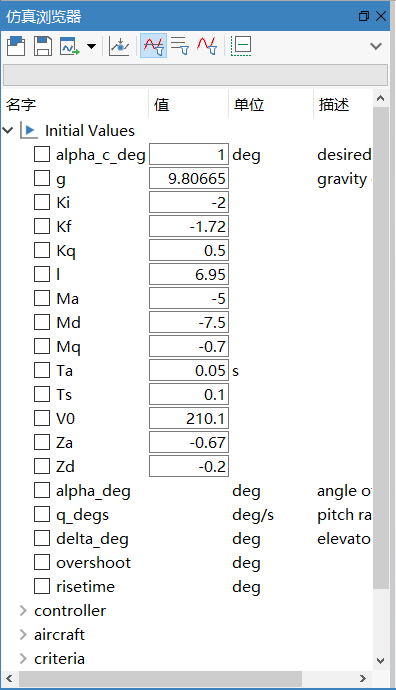 仿真浏览器
名字 值 单位 描述
Initial Values
alpha_c_deg 1 deg desired
g 9.80665 gravity
Ki -2
Kf -1.72
Kq 0.5
l 6.95
Ma -5
Md -7.5
Mq -0.7
Ta 0.05 s
Ts 0.1
V0 210.1
Za -0.67
Zd -0.2
alpha_deg deg angle o
q_degs deg/s pitch ra
delta_deg deg elevato
overshoot deg
risetime deg
controller
aircraft
criteria